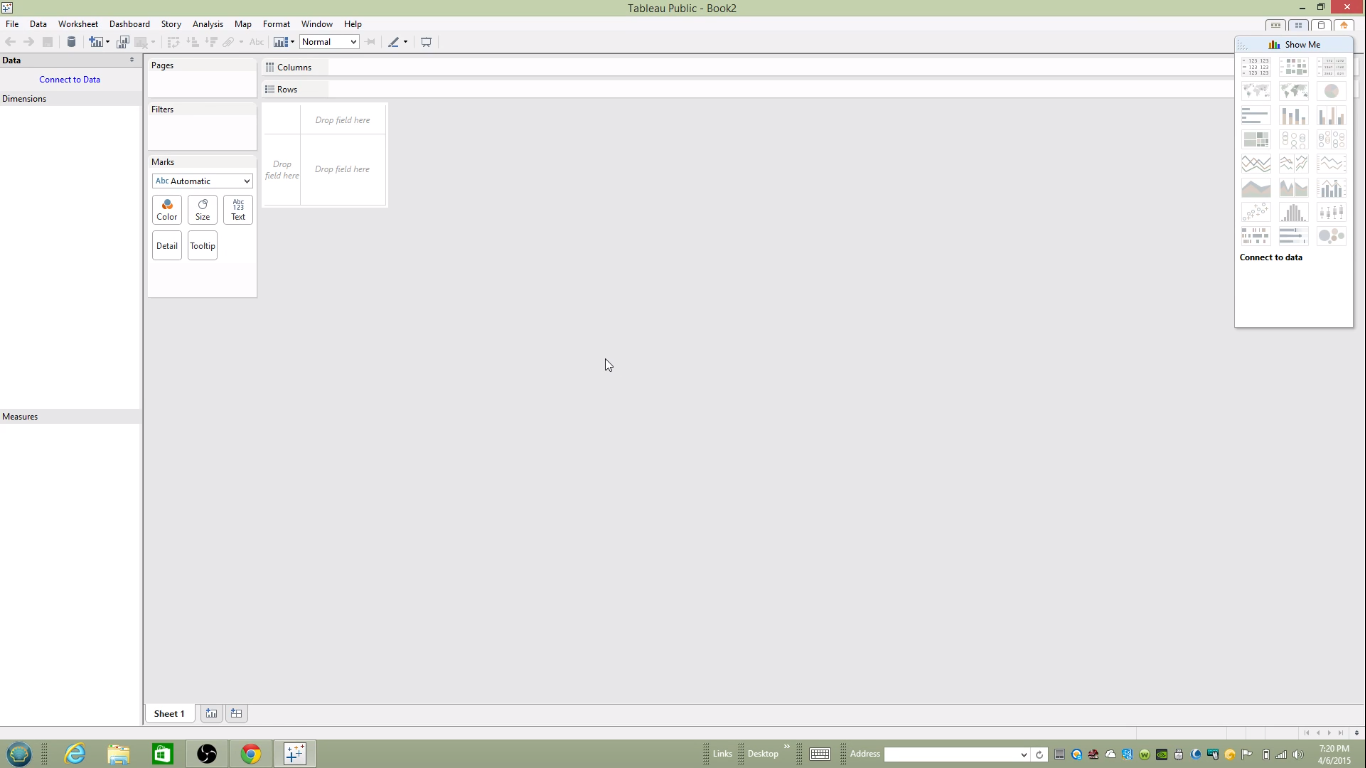 Tableau Public - Book2
File Data Worksheet Dashboard Story Analysis Map Format Window Help
Abc Normal
Data
Connect to Data
Dimensions
Measures
Pages
Filters
Marks
Abc Automatic
Color Size Abc 123 Text
Detail Tooltip
Columns
Rows
Drop field here
Drop field here
Drop field here
Show Me
Connect to data
Sheet 1
Links Desktop » Address
7:20 PM
4/6/2015